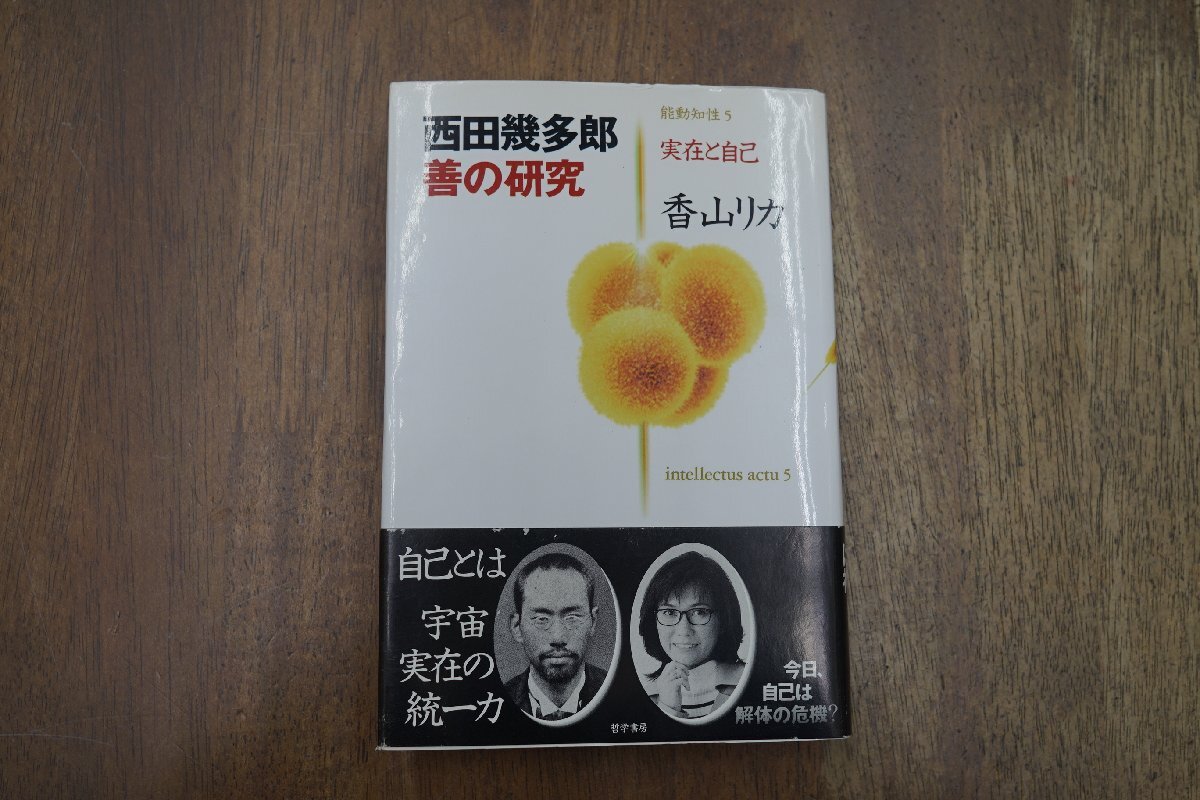 西田幾多郎
善の研究
能動知性 5
実在と自己
香山リカ
intellectus actu 5
自己とは
宇宙
実在の
統一力
今日、
自己は
解体の危機?
哲学書房